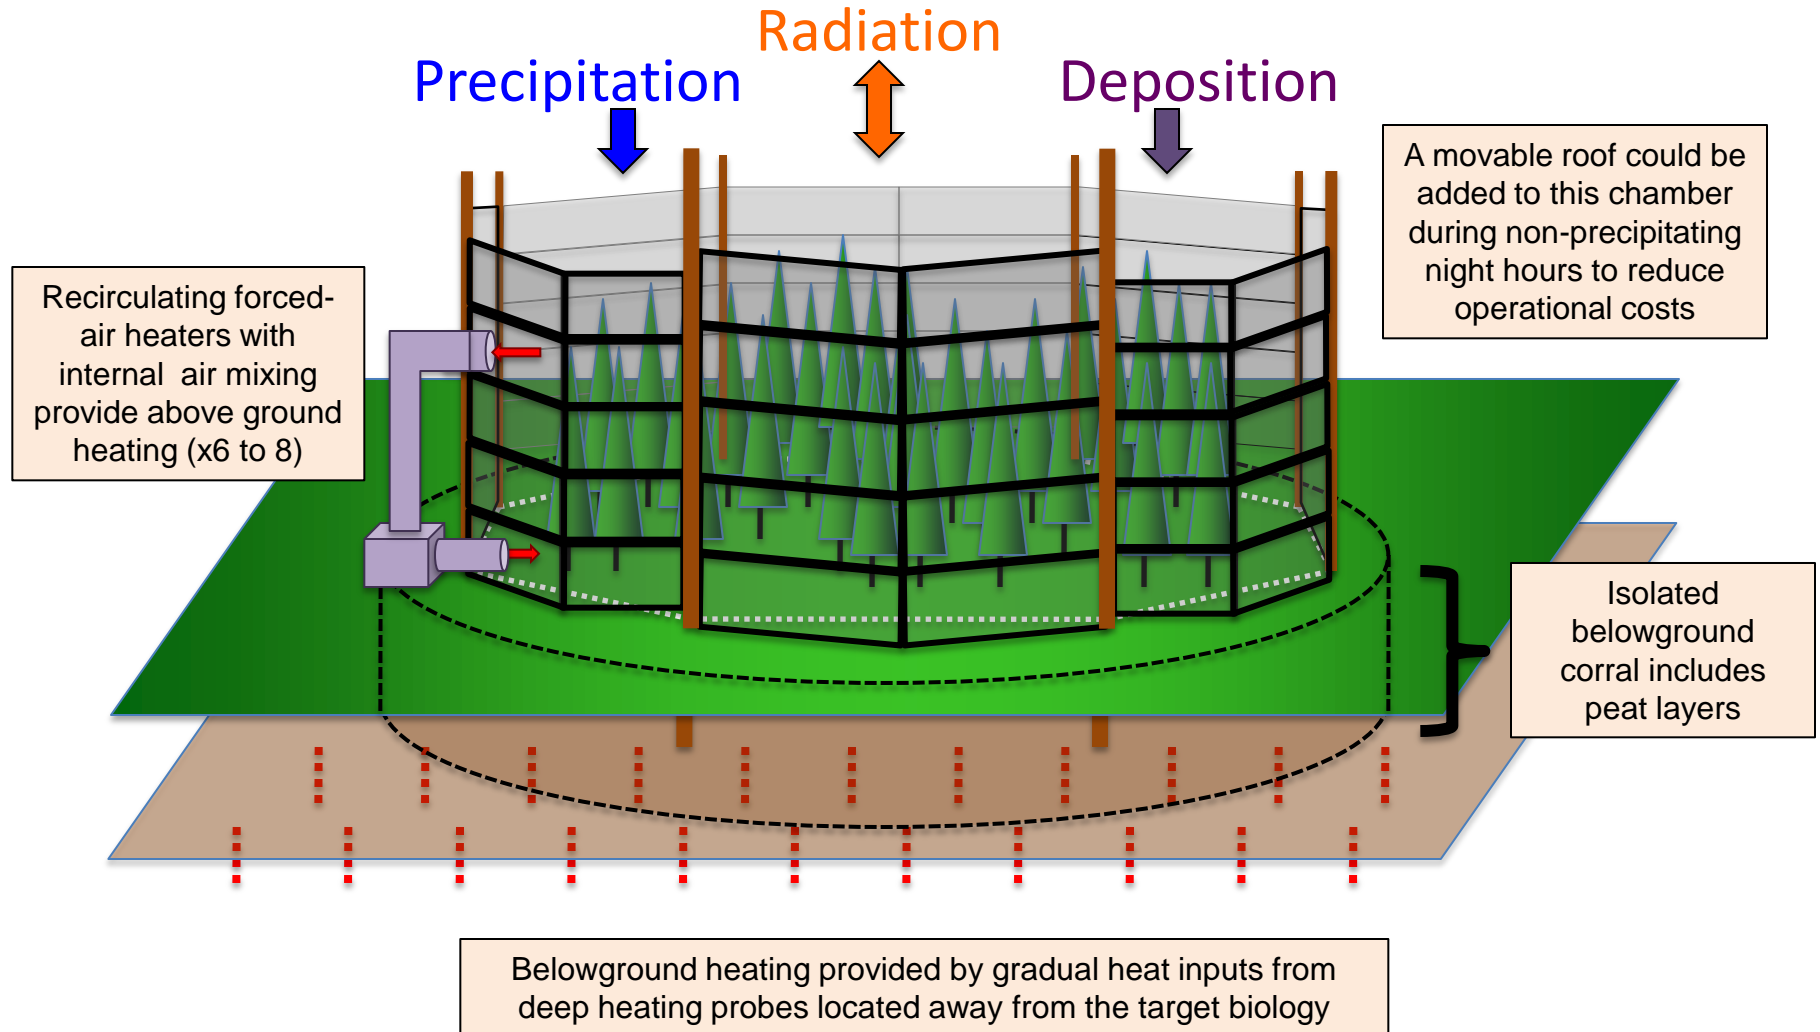 Radiation
Precipitation
Deposition
A movable roof could be
added to this chamber
during non-precipitating
night hours to reduce
operational costs
Recirculating forced-
air heaters with
internal air mixing
provide above ground
heating (x6 to 8)
Isolated
belowground
corral includes
peat layers
Belowground heating provided by gradual heat inputs from
deep heating probes located away from the target biology